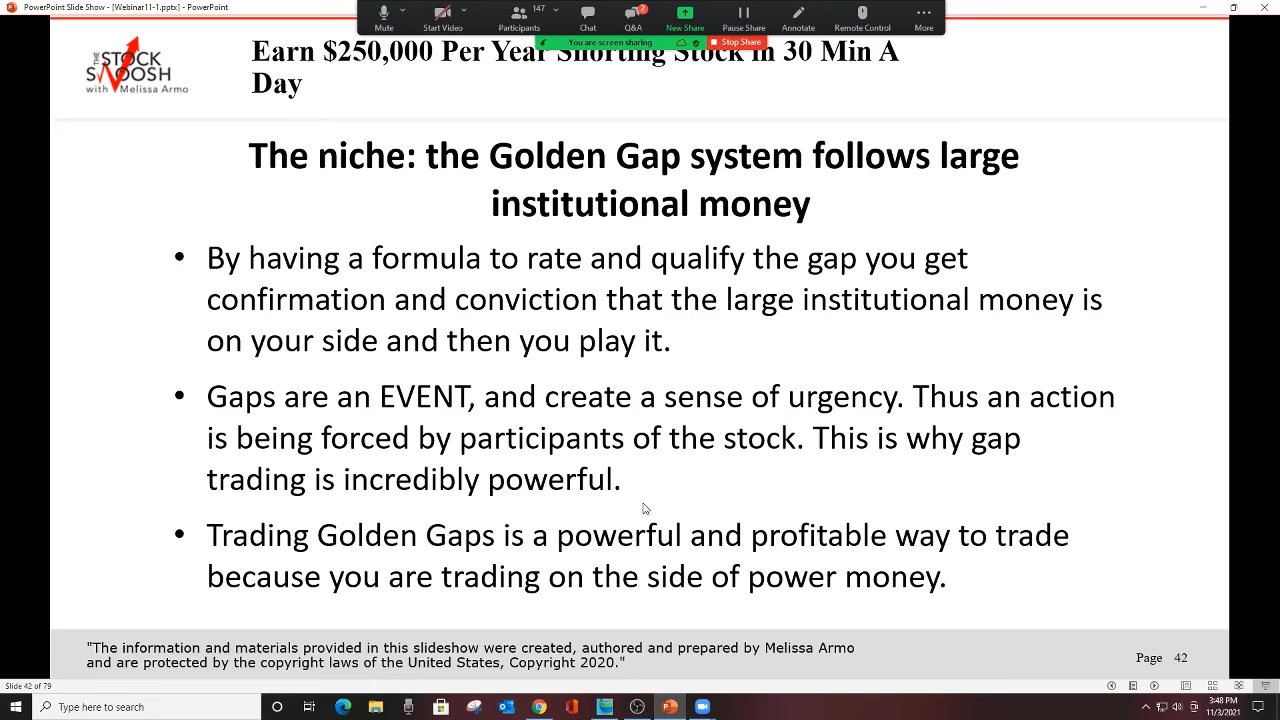 PowerPoint Slide Show - [Webinar11-1.pptx] - PowerPoint
147
2
Mute
Start Video
Participants
Chat
Q&A
New Share
Pause Share
Annotate
Remote Control
More
You are screen sharing
Stop Share
THE STOCK
SWOOSH
with Melissa Armo
Earn $250,000 Per Year Shorting Stock in 30 Min A
Day
The niche: the Golden Gap system follows large
institutional money
• By having a formula to rate and qualify the gap you get
confirmation and conviction that the large institutional money is
on your side and then you play it.
• Gaps are an EVENT, and create a sense of urgency. Thus an action
is being forced by participants of the stock. This is why gap
trading is incredibly powerful.
• Trading Golden Gaps is a powerful and profitable way to trade
because you are trading on the side of power money.
"The information and materials provided in this slideshow were created, authored and prepared by Melissa Armo
and are protected by the copyright laws of the United States, Copyright 2020."
Page 42
Slide 42 of 79
Type here to search
3:48 PM
11/3/2021